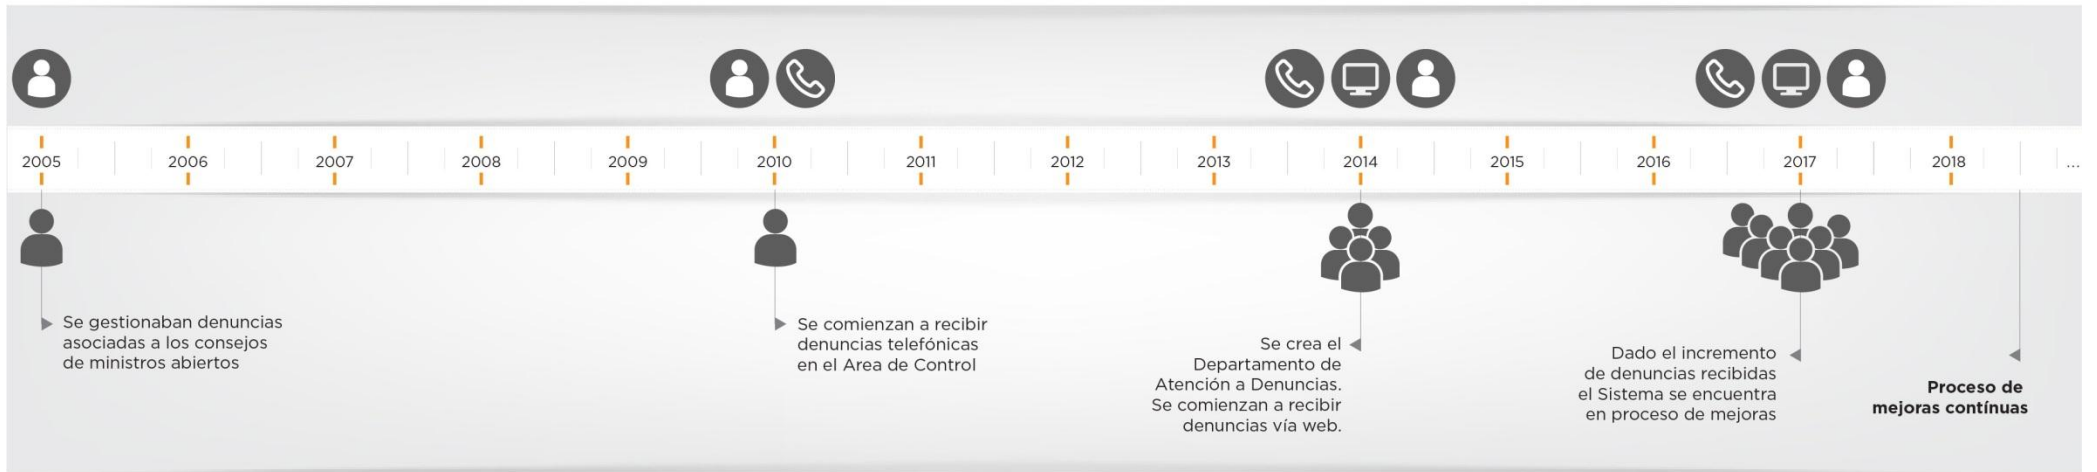 2005 2006 2007 2008 2009 2010 2011 2012 2013 2014 2015 2016 2017 2018 ...
Se gestionaban denuncias
asociadas a los consejos
de ministros abiertos
Se comienzan a recibir
denuncias telefónicas
en el Area de Control
Se crea el
Departamento de
Atención a Denuncias.
Se comienzan a recibir
denuncias vía web.
Dado el incremento
de denuncias recibidas
el Sistema se encuentra
en proceso de mejoras
Proceso de
mejoras contínuas